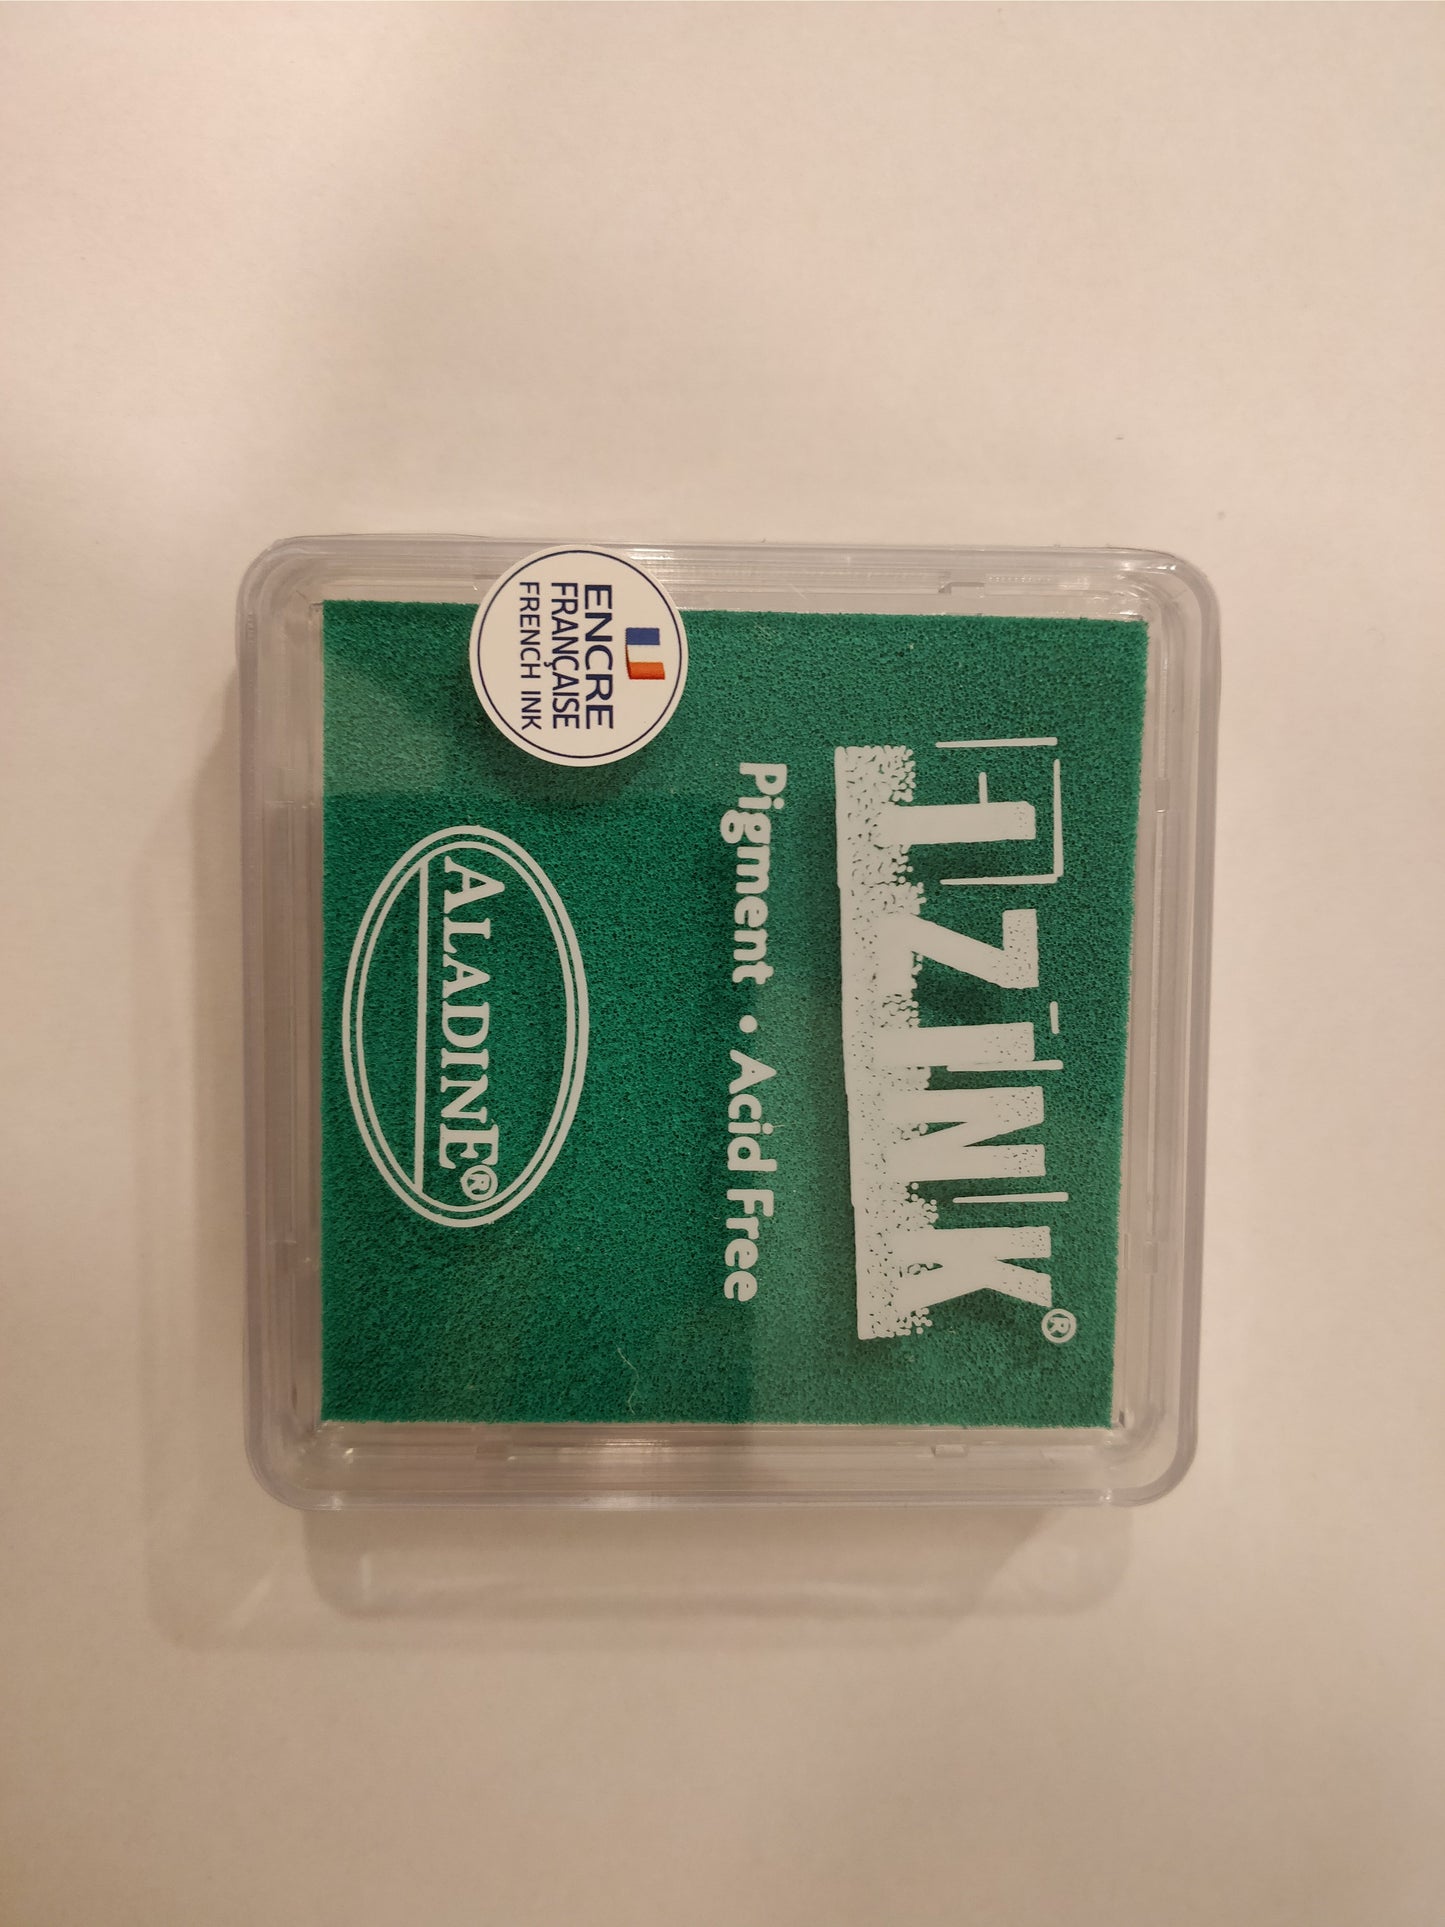 IZINK®
Pigment • Acid Free
ENCRE
FRANÇAISE
FRENCH INK
ALADINE®